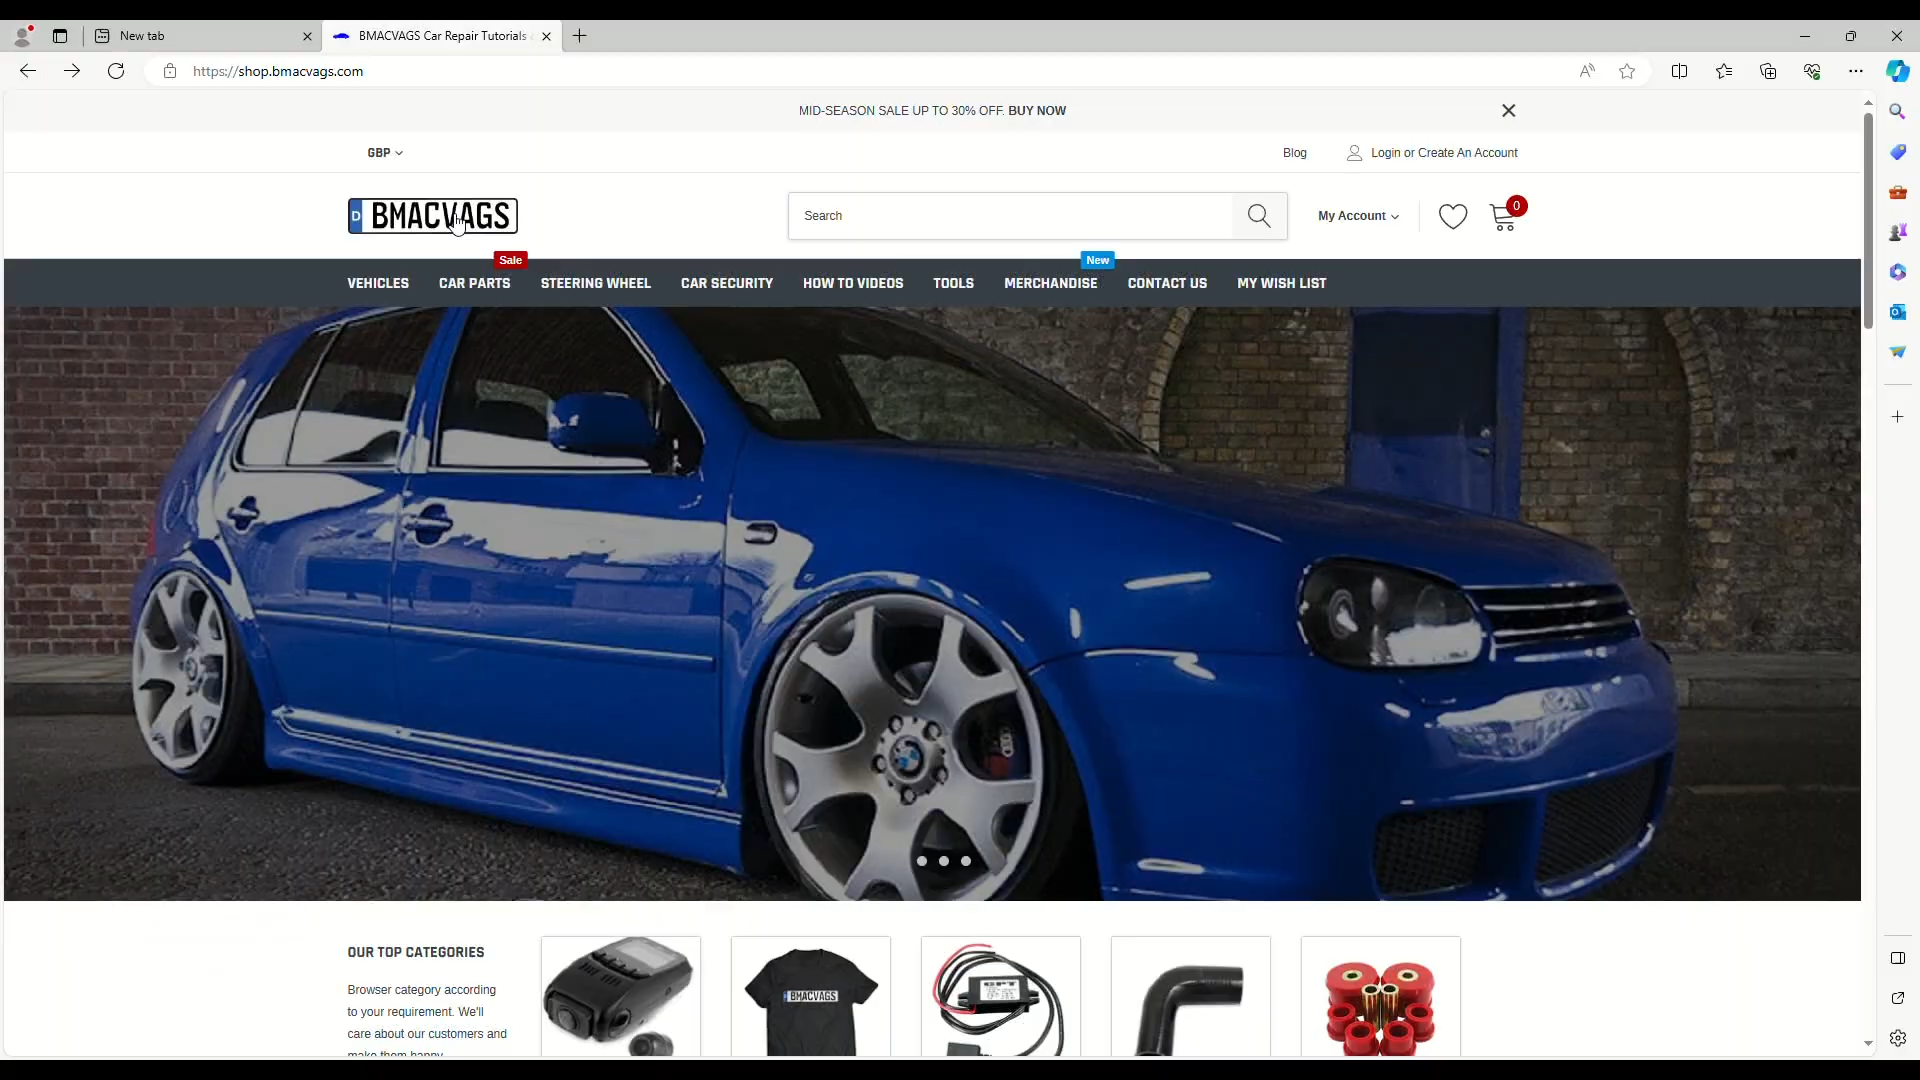 New tab
BMACVAGS Car Repair Tutorials
https://shop.bmacvags.com
MID-SEASON SALE UP TO 30% OFF. BUY NOW
GBP
Blog
Login or Create An Account
D BMACVAGS
Search
My Account
0
Sale
New
VEHICLES
CAR PARTS
STEERING WHEEL
CAR SECURITY
HOW TO VIDEOS
TOOLS
MERCHANDISE
CONTACT US
MY WISH LIST
OUR TOP CATEGORIES
Browser category according
to your requirement. We'll
care about our customers and
make them happy
BMACVAGS